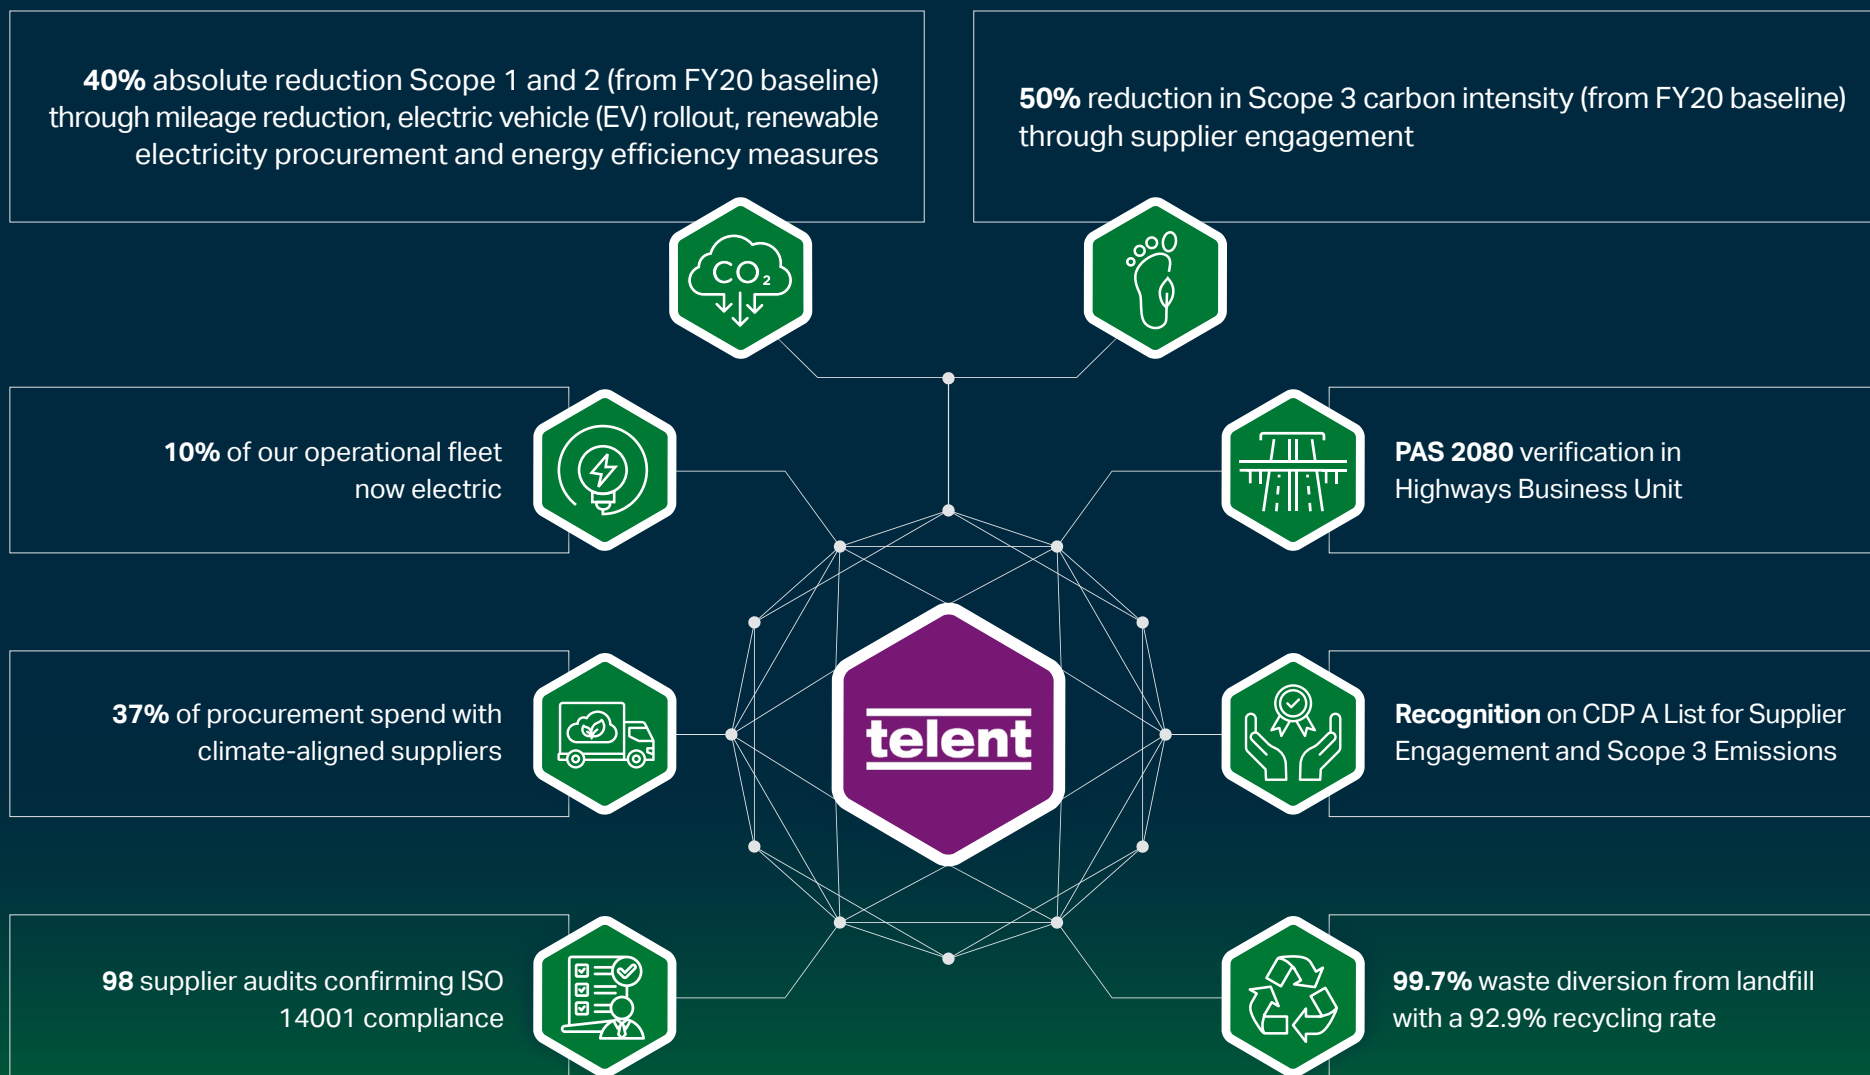 40% absolute reduction Scope 1 and 2 (from FY20 baseline)
through mileage reduction, electric vehicle (EV) rollout, renewable
electricity procurement and energy efficiency measures
50% reduction in Scope 3 carbon intensity (from FY20 baseline)
through supplier engagement
CO2
10% of our operational fleet
now electric
PAS 2080 verification in
Highways Business Unit
37% of procurement spend with
climate-aligned suppliers
telent
Recognition on CDP A List for Supplier
Engagement and Scope 3 Emissions
98 supplier audits confirming ISO
14001 compliance
99.7% waste diversion from landfill
with a 92.9% recycling rate